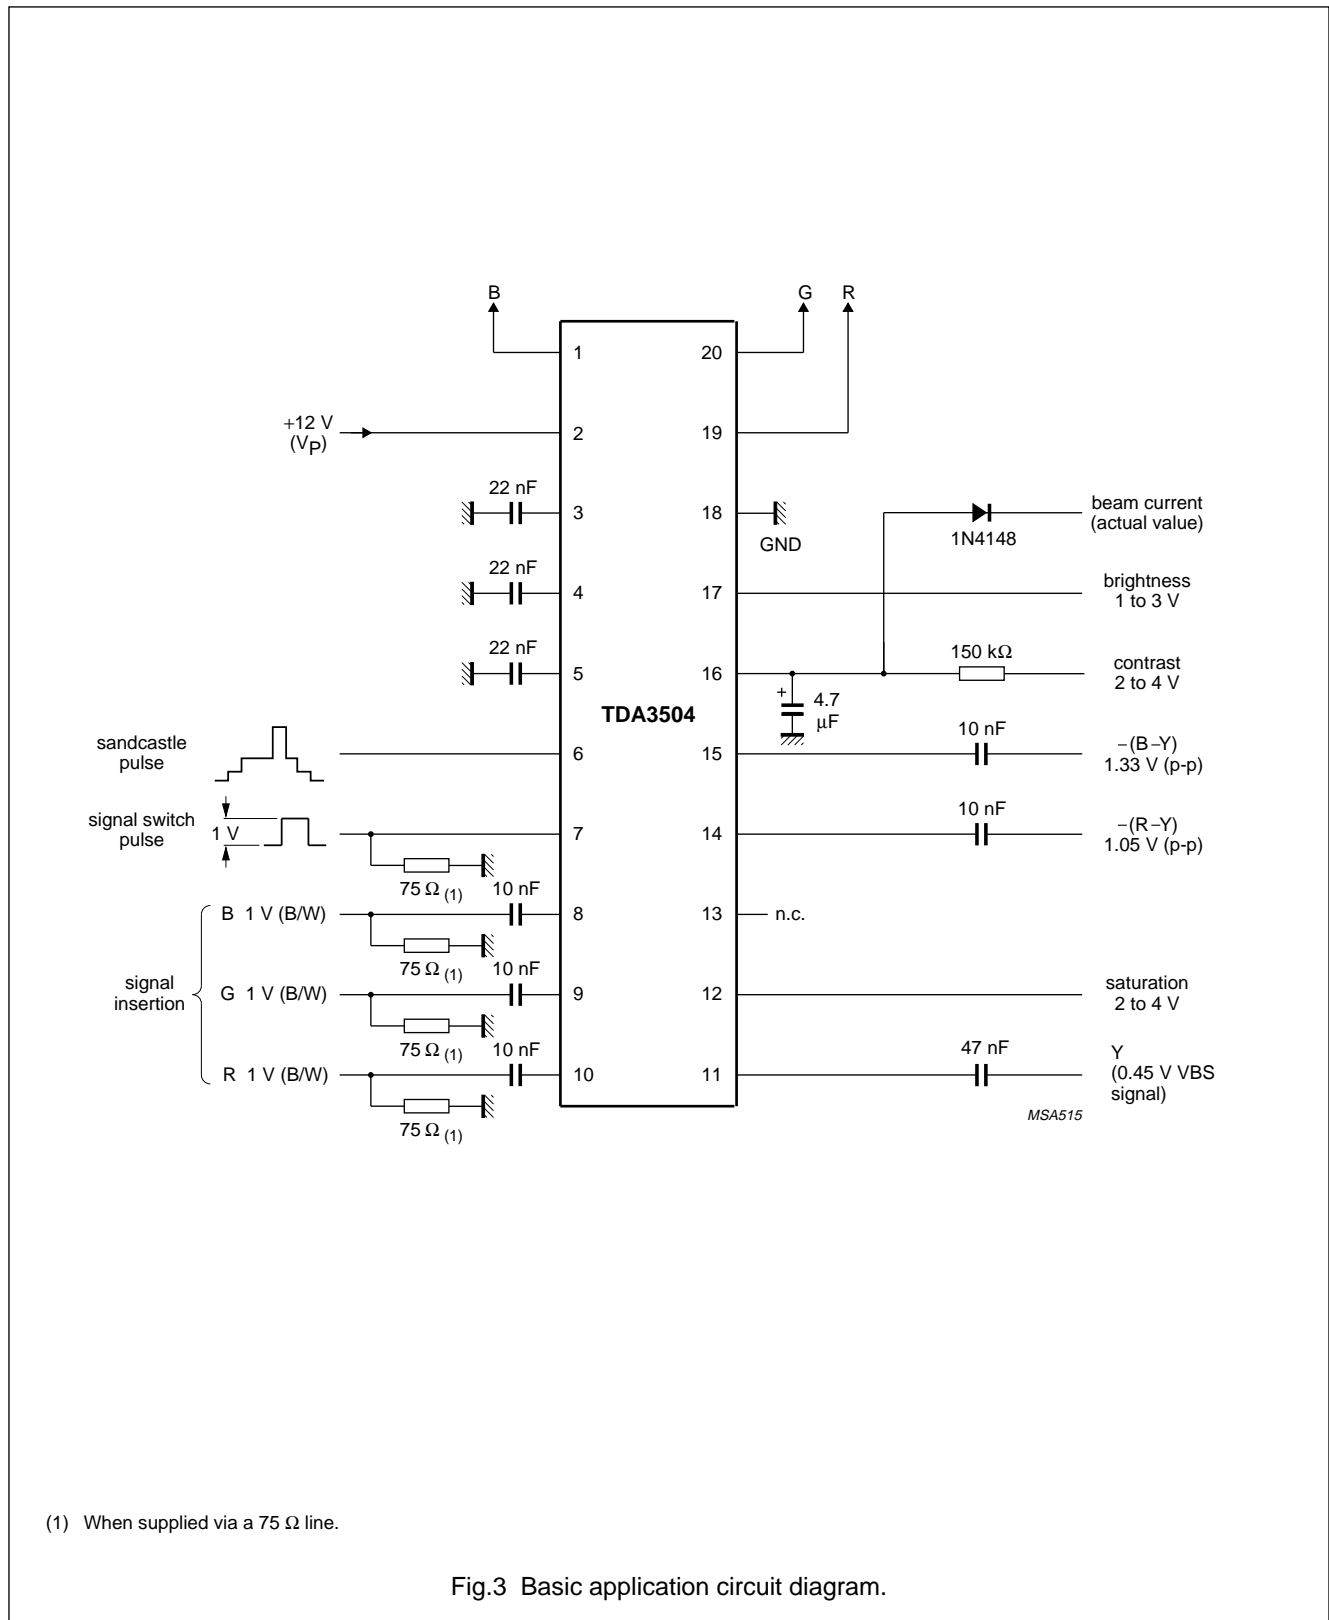 B
G R
1 20
+12 V
(VP)
2 19
22 nF
3 18
GND
1N4148
beam current
(actual value)
22 nF
4 17
brightness
1 to 3 V
22 nF
5 16
150 kΩ
contrast
2 to 4 V
+
4.7
μF
TDA3504
sandcastle
pulse
6 15
10 nF
−(B−Y)
1.33 V (p-p)
signal switch
pulse
1 V
7 14
10 nF
−(R−Y)
1.05 V (p-p)
75 Ω (1)
10 nF
B 1 V (B/W)
8 13
n.c.
75 Ω (1)
10 nF
signal
insertion
G 1 V (B/W)
9 12
saturation
2 to 4 V
75 Ω (1)
10 nF
R 1 V (B/W)
10 11
47 nF
Y
(0.45 V VBS
signal)
75 Ω (1)
MSA515
(1) When supplied via a 75 Ω line.
Fig.3 Basic application circuit diagram.